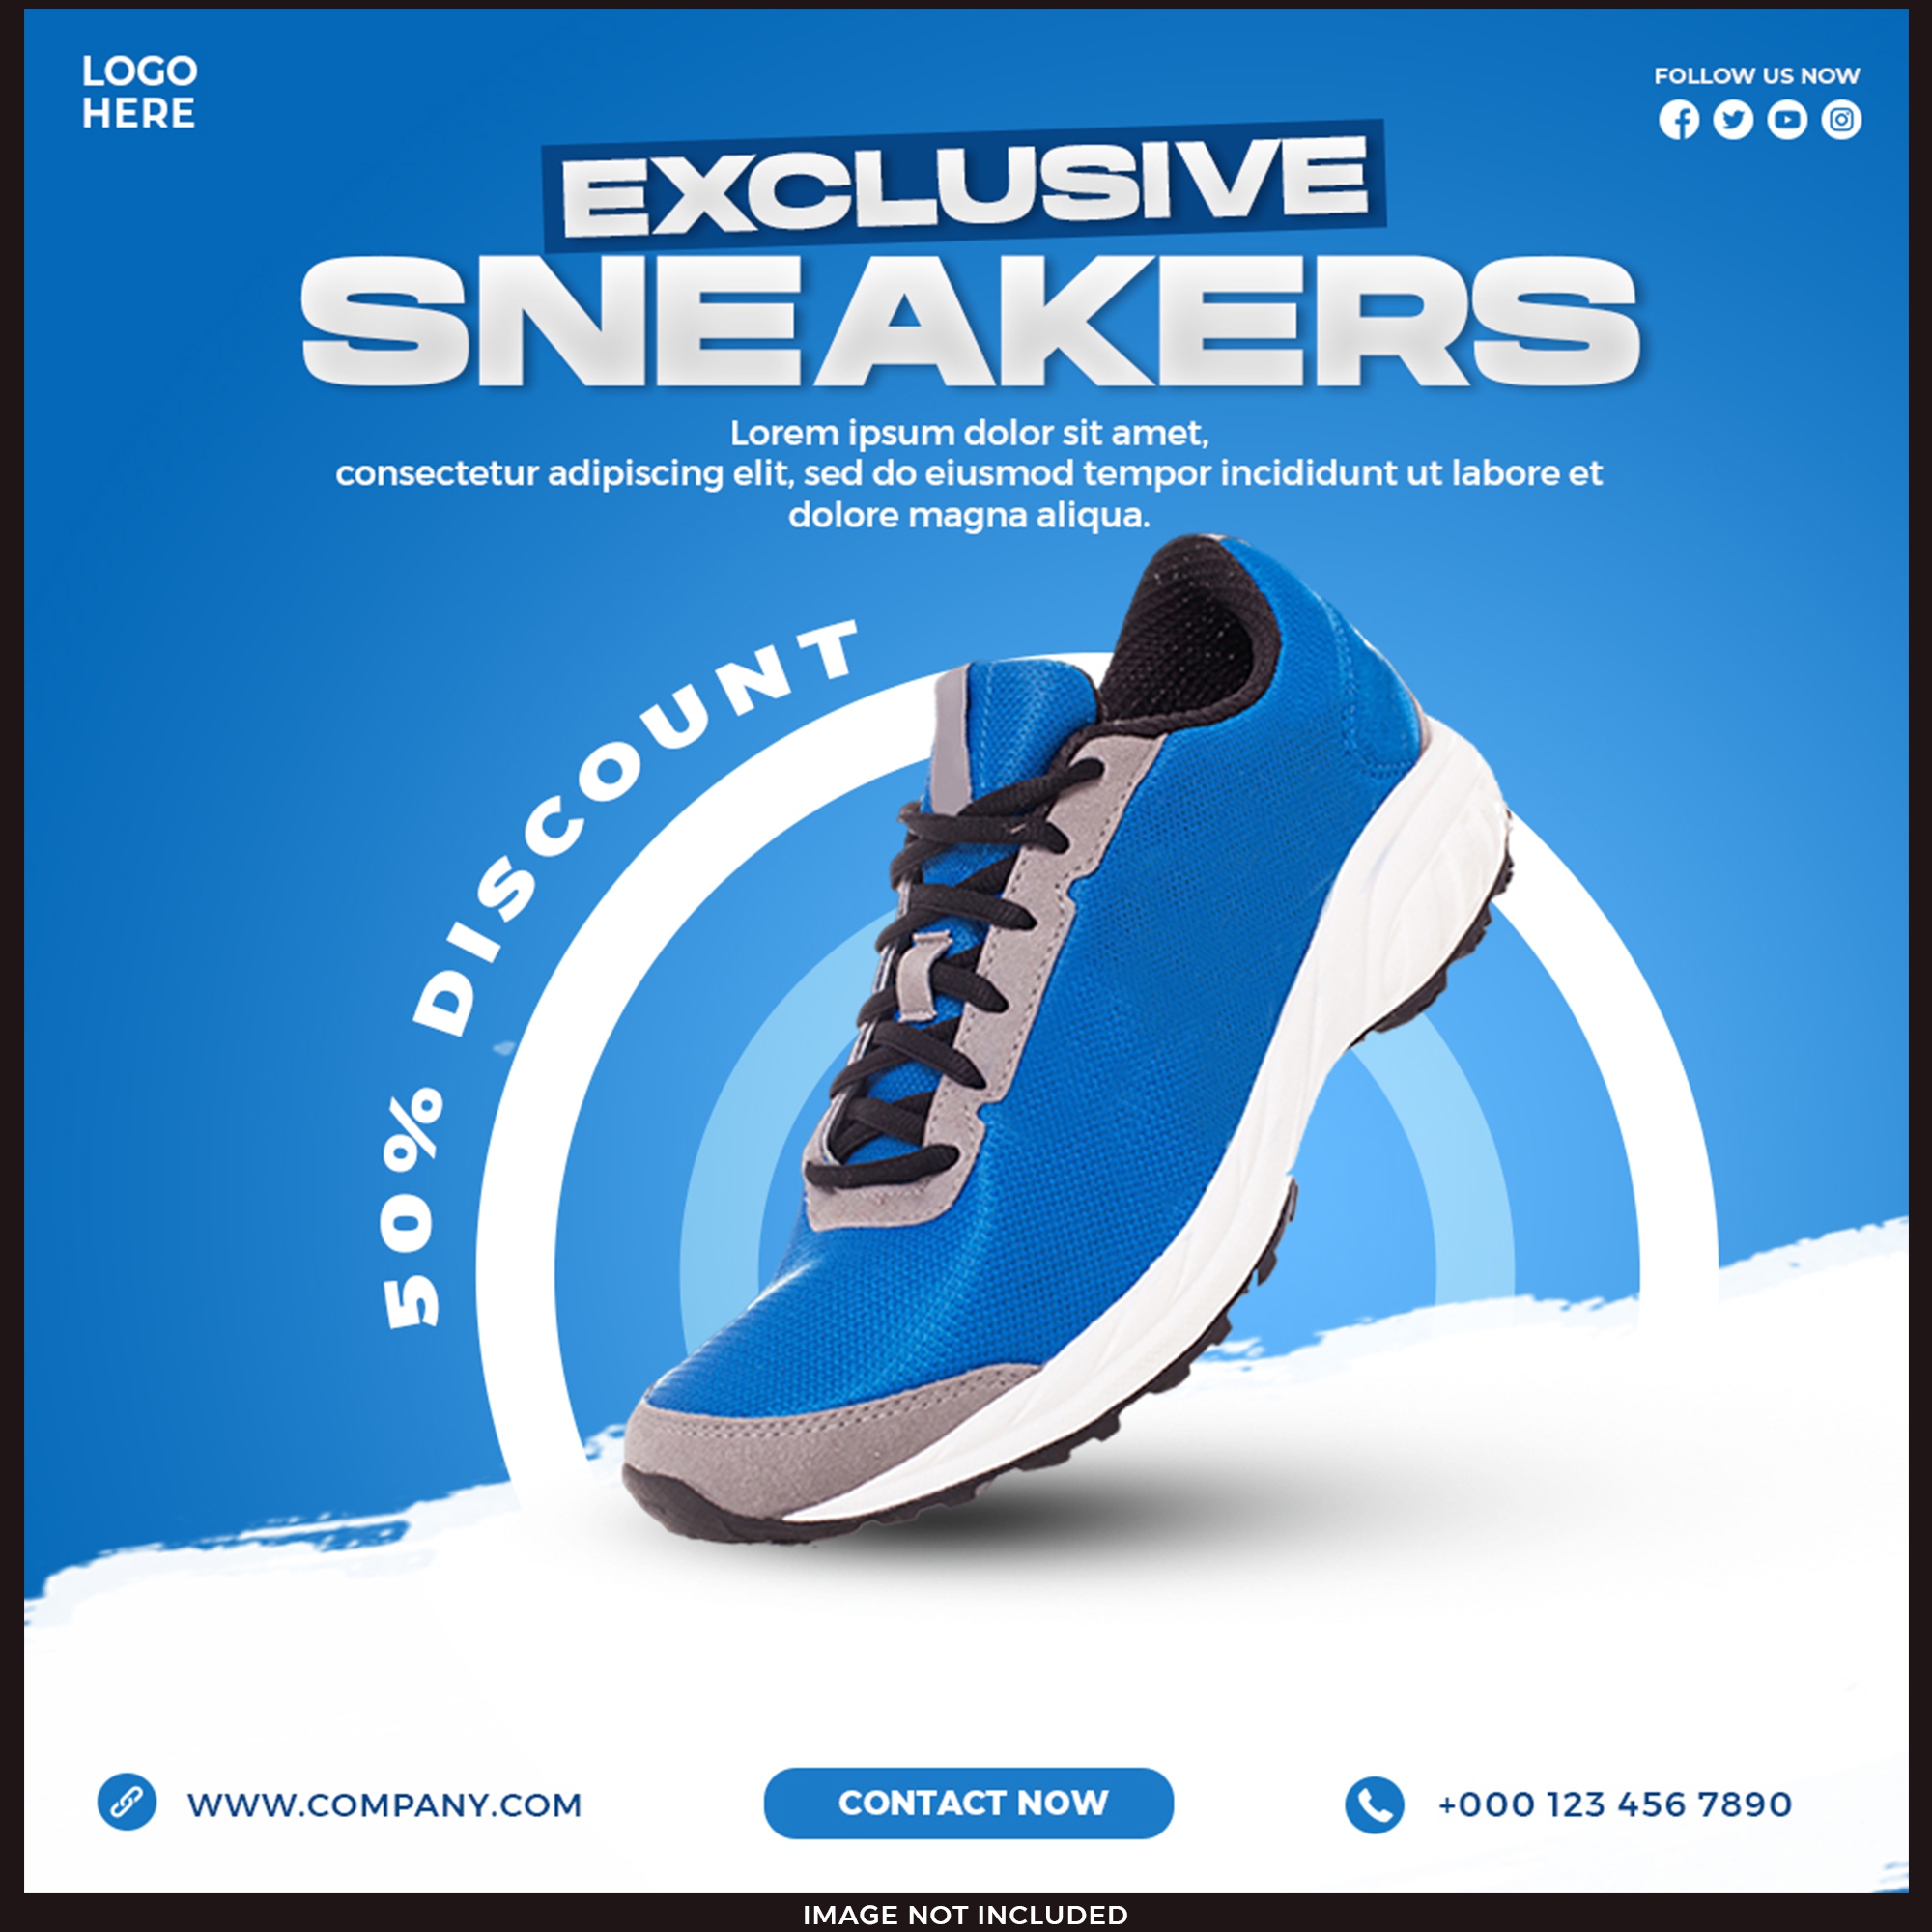 LOGO
HERE
FOLLOW US NOW
EXCLUSIVE
SNEAKERS
Lorem ipsum dolor sit amet,
consectetur adipiscing elit, sed do eiusmod tempor incididunt ut labore et
dolore magna aliqua.
50% DISCOUNT
WWW.COMPANY.COM
CONTACT NOW
+000 123 456 7890
IMAGE NOT INCLUDED